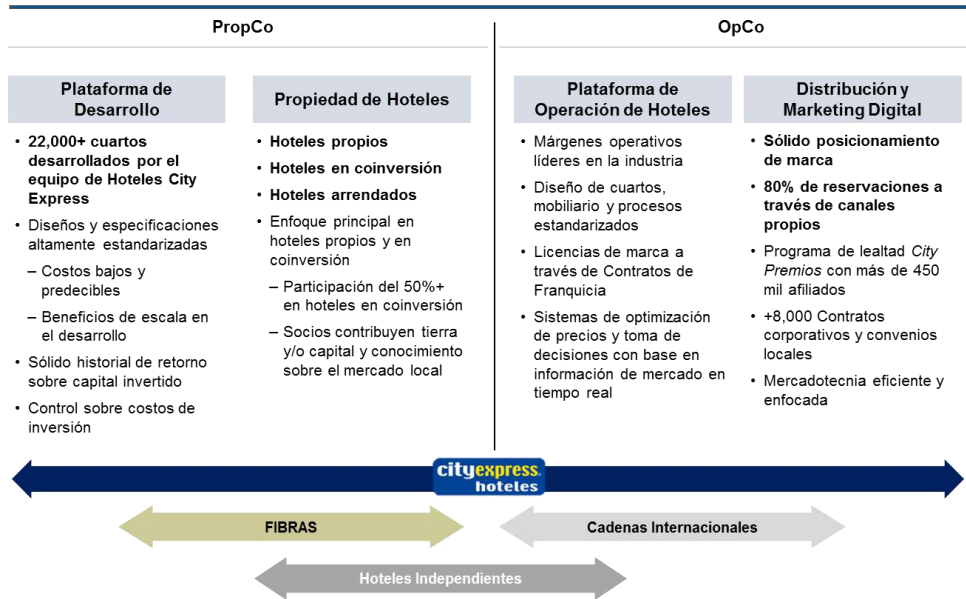 PropCo
OpCo
Plataforma de
Desarrollo
• 22,000+ cuartos
desarrollados por el
equipo de Hoteles City
Express
• Diseños y especificaciones
altamente estandarizadas
– Costos bajos y
predecibles
– Beneficios de escala en
el desarrollo
• Sólido historial de retorno
sobre capital invertido
• Control sobre costos de
inversión
Propiedad de Hoteles
• Hoteles propios
• Hoteles en coinversión
• Hoteles arrendados
• Enfoque principal en
hoteles propios y en
coinversión
– Participación del 50%+
en hoteles en coinversión
– Socios contribuyen tierra
y/o capital y conocimiento
sobre el mercado local
Plataforma de
Operación de Hoteles
• Márgenes operativos
líderes en la industria
• Diseño de cuartos,
mobiliario y procesos
estandarizados
• Licencias de marca a
través de Contratos de
Franquicia
• Sistemas de optimización
de precios y toma de
decisiones con base en
información de mercado en
tiempo real
Distribución y
Marketing Digital
• Sólido posicionamiento
de marca
• 80% de reservaciones a
través de canales
propios
• Programa de lealtad City
Premios con más de 450
mil afiliados
• +8,000 Contratos
corporativos y convenios
locales
• Mercadotecnia eficiente y
enfocada
cityexpress.
hoteles
FIBRAS
Cadenas Internacionales
Hoteles Independientes